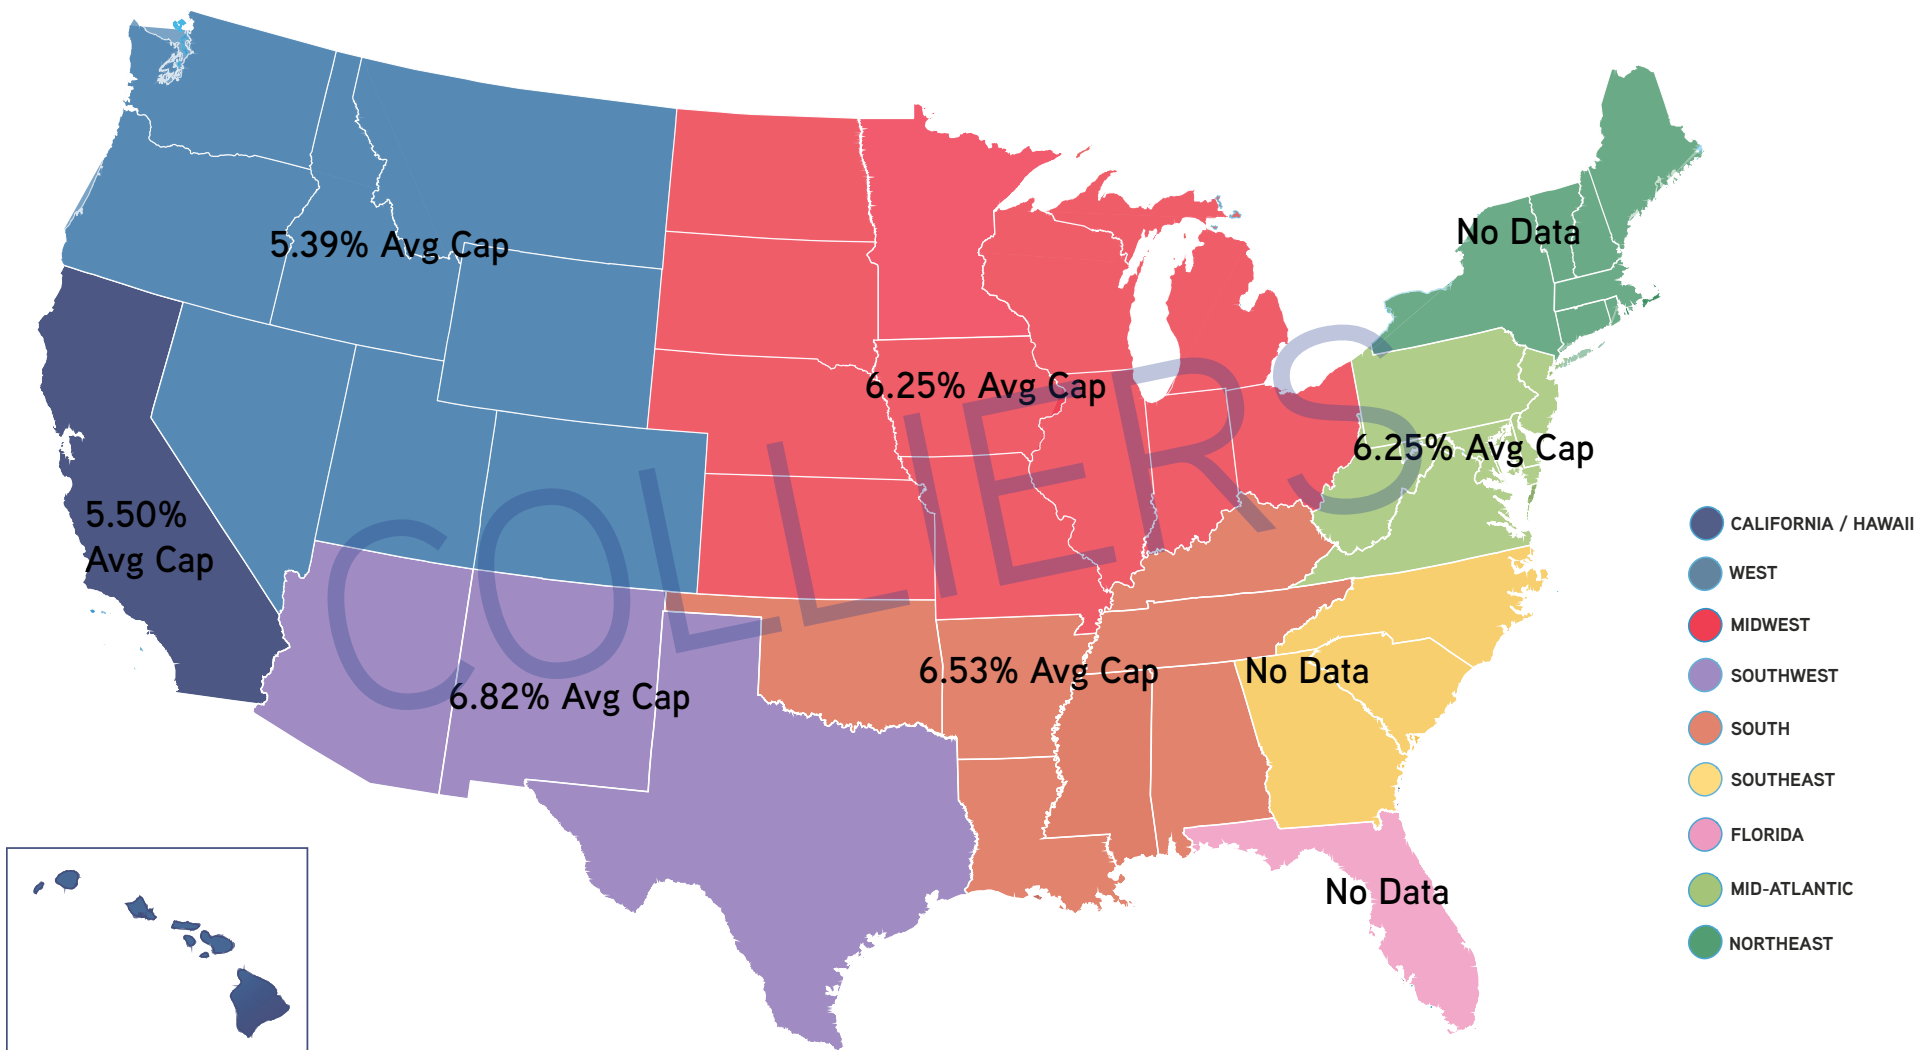 No Data
5.39% Avg Cap
6.25% Avg Cap
6.25% Avg Cap
5.50%
Avg Cap
6.53% Avg Cap
No Data
6.82% Avg Cap
No Data
COLLIERS
CALIFORNIA / HAWAII
WEST
MIDWEST
SOUTHWEST
SOUTH
SOUTHEAST
FLORIDA
MID-ATLANTIC
NORTHEAST